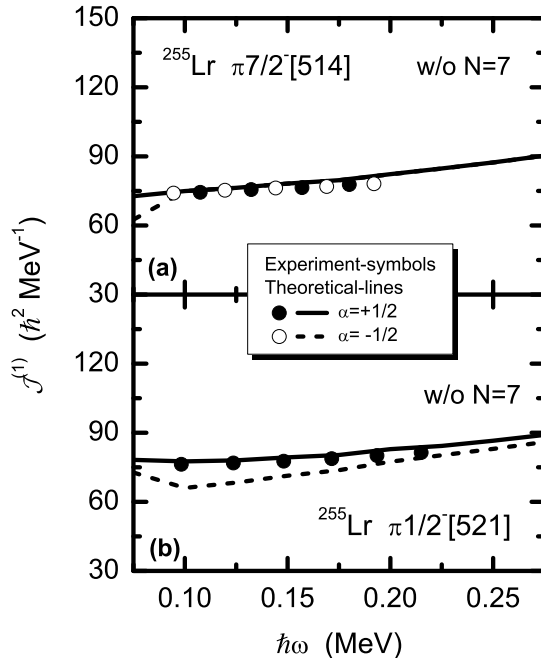 150
²⁵⁵Lr π7/2⁻[514] w/o N=7
120
90
60
(a)
30
Experiment-symbols
Theoretical-lines
α=+1/2
α= -1/2
𝒥⁽¹⁾ (ℏ² MeV⁻¹)
120
w/o N=7
90
60
²⁵⁵Lr π1/2⁻[521]
(b)
30
0.10 0.15 0.20 0.25
ℏω (MeV)